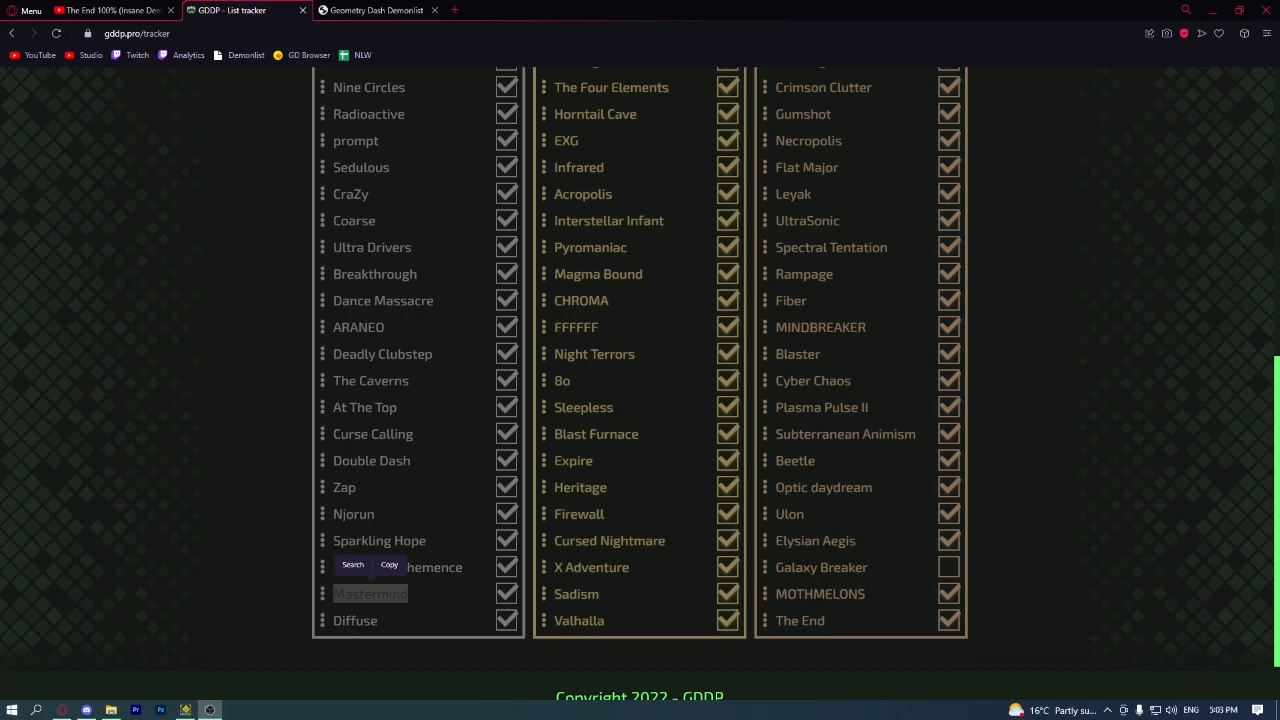 Menu
The End 100% (Insane Dem
GDDP - List tracker
Geometry Dash Demonlist
gddp.pro/tracker
YouTube
Studio
Twitch
Analytics
Demonlist
GD Browser
NLW
Nine Circles
Radioactive
prompt
Sedulous
CraZy
Coarse
Ultra Drivers
Breakthrough
Dance Massacre
ARANEO
Deadly Clubstep
The Caverns
At The Top
Curse Calling
Double Dash
Zap
Njorun
Sparkling Hope
Search
Copy
hemence
Mastermind
Diffuse
The Four Elements
Horntail Cave
EXG
Infrared
Acropolis
Interstellar Infant
Pyromaniac
Magma Bound
CHROMA
FFFFFF
Night Terrors
8o
Sleepless
Blast Furnace
Expire
Heritage
Firewall
Cursed Nightmare
X Adventure
Sadism
Valhalla
Crimson Clutter
Gumshot
Necropolis
Flat Major
Leyak
UltraSonic
Spectral Tentation
Rampage
Fiber
MINDBREAKER
Blaster
Cyber Chaos
Plasma Pulse II
Subterranean Animism
Beetle
Optic daydream
Ulon
Elysian Aegis
Galaxy Breaker
MOTHMELONS
The End
Copyright 2022 - GDDP
16°C Partly su...
ENG
5:03 PM